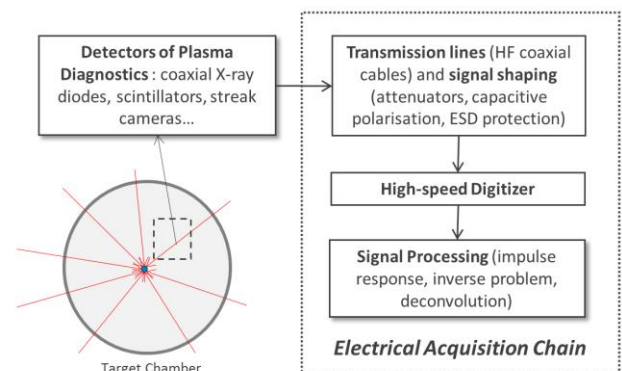 Detectors of Plasma
Diagnostics : coaxial X-ray
diodes, scintillators, streak
cameras...
Transmission lines (HF coaxial
cables) and signal shaping
(attenuators, capacitive
polarisation, ESD protection)
High-speed Digitizer
Signal Processing (impulse
response, inverse problem,
deconvolution)
Electrical Acquisition Chain
Target Chamber